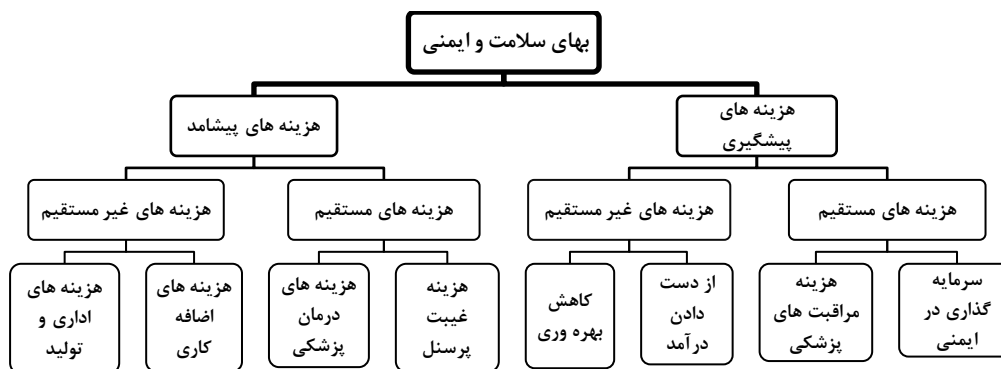 بهای سلامت و ایمنی
هزینه های
پیشگیری
هزینه های پیشامد
هزینه های مستقیم
هزینه های غیر مستقیم
هزینه های مستقیم
هزینه های غیر مستقیم
سرمایه
گذاری در
ایمنی
هزینه
مراقبت های
پزشکی
از دست
دادن
درآمد
کاهش
بهره وری
هزینه
غیبت
پرسنل
هزینه های
درمان
پزشکی
هزینه های
اضافه
کاری
هزینه های
اداری و
تولید